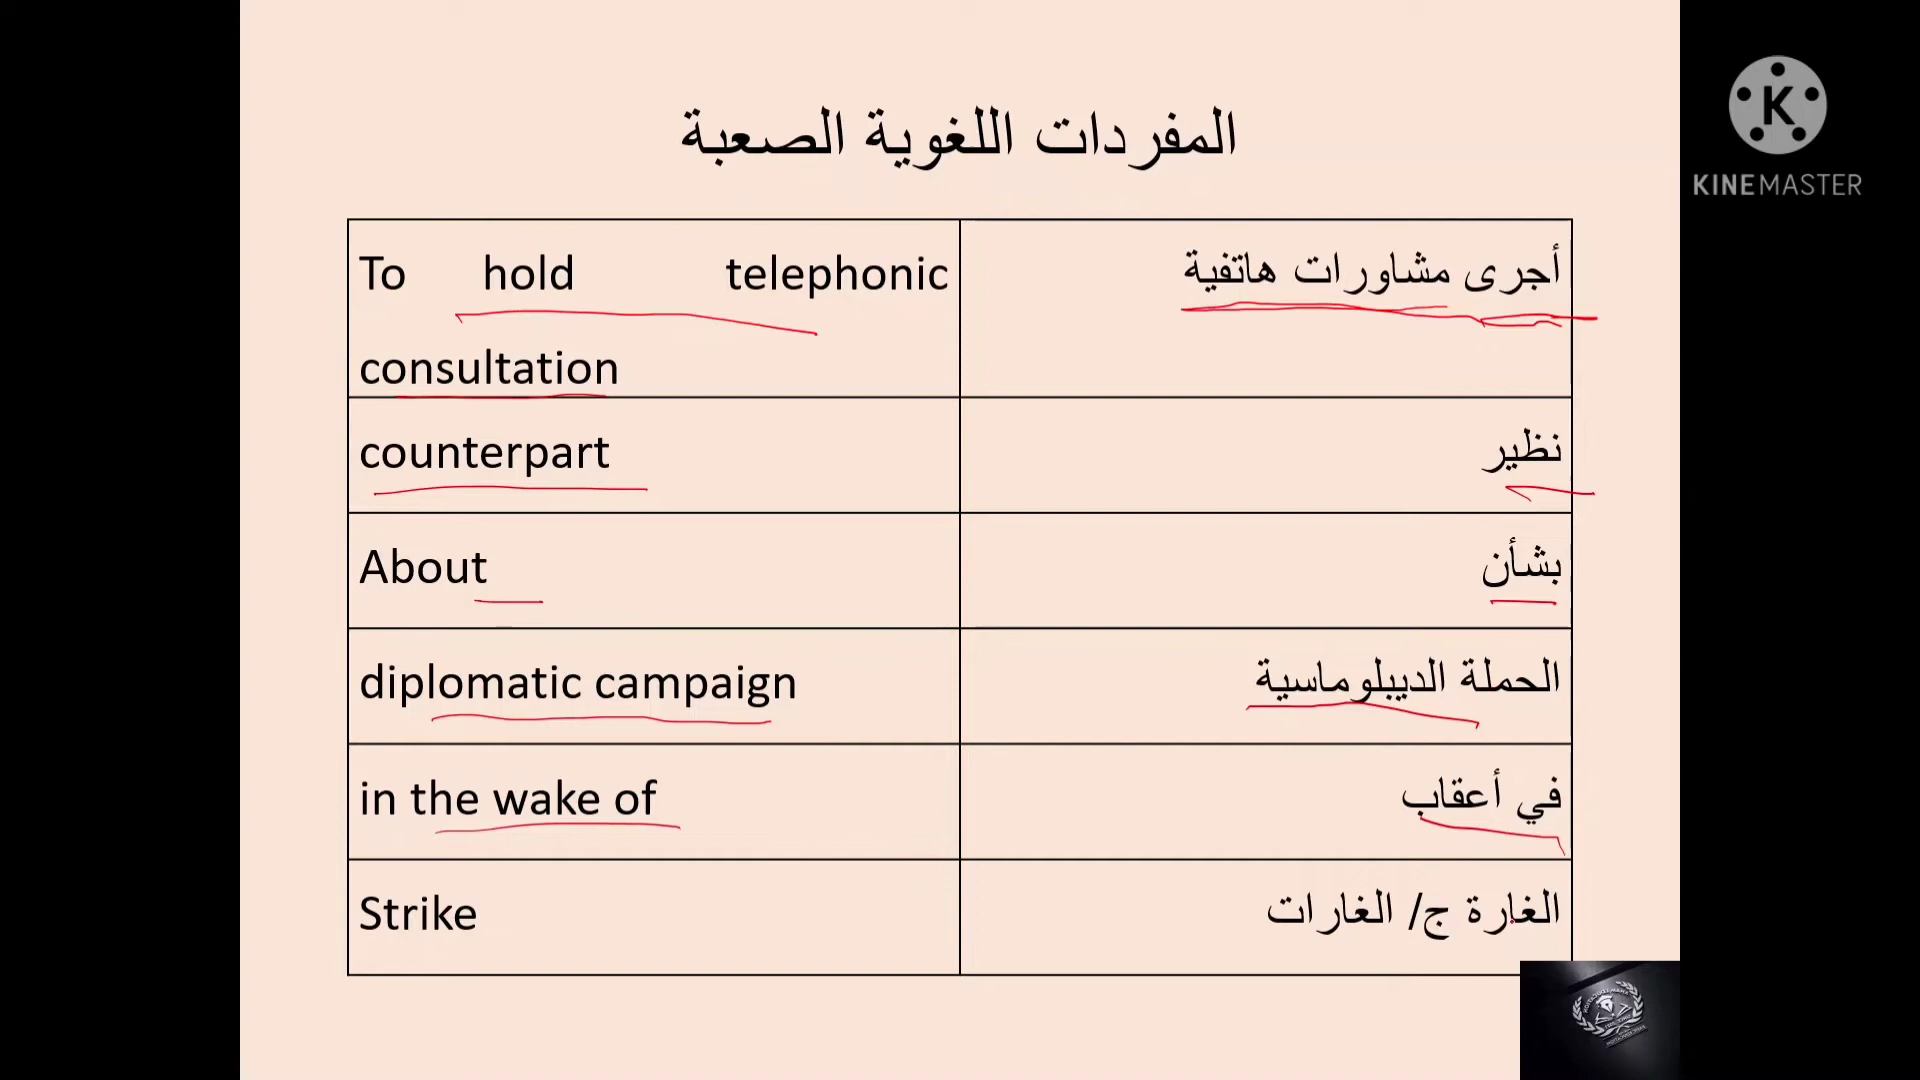 المفردات اللغوية الصعبة
KINEMASTER
To hold telephonic
consultation
أجرى مشاورات هاتفية
counterpart
نظير
About
بشأن
diplomatic campaign
الحملة الديبلوماسية
in the wake of
في أعقاب
Strike
الغارة ج/ الغارات